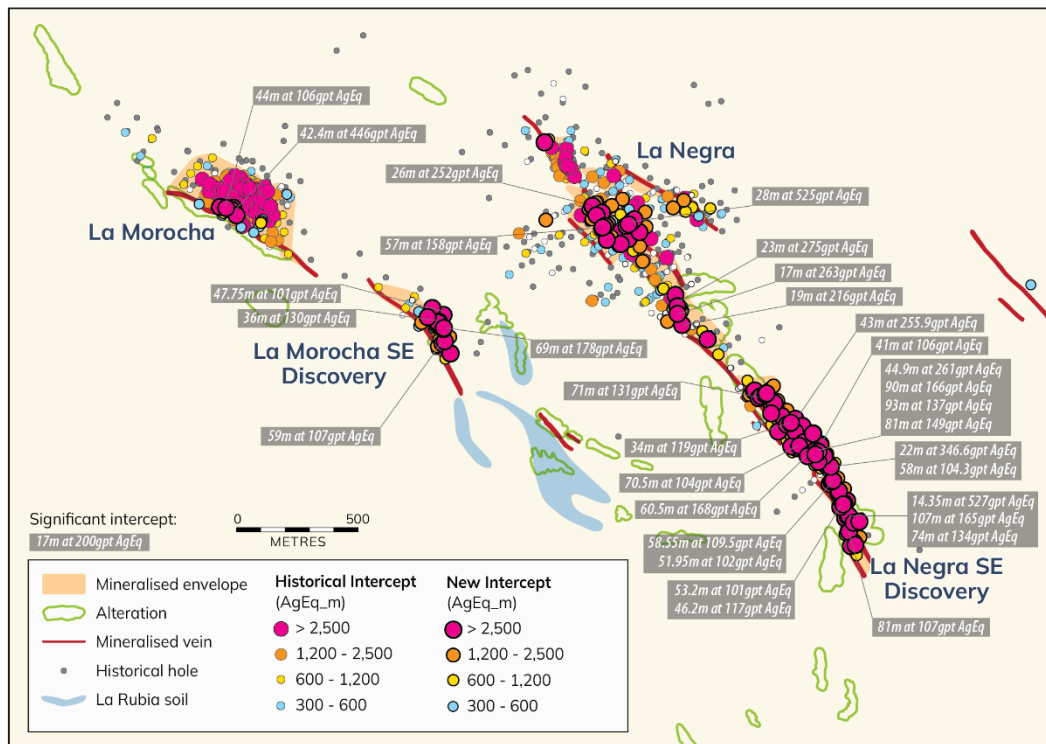 44m at 106gpt AgEq
42.4m at 446gpt AgEq
La Morocha
La Negra
26m at 252gpt AgEq
28m at 525gpt AgEq
57m at 158gpt AgEq
23m at 275gpt AgEq
17m at 263gpt AgEq
19m at 216gpt AgEq
47.75m at 101gpt AgEq
36m at 130gpt AgEq
La Morocha SE
Discovery
69m at 178gpt AgEq
59m at 107gpt AgEq
43m at 255.9gpt AgEq
41m at 106gpt AgEq
44.9m at 261gpt AgEq
90m at 166gpt AgEq
93m at 137gpt AgEq
81m at 149gpt AgEq
71m at 131gpt AgEq
34m at 119gpt AgEq
22m at 346.6gpt AgEq
58m at 104.3gpt AgEq
70.5m at 104gpt AgEq
60.5m at 168gpt AgEq
14.35m at 527gpt AgEq
107m at 165gpt AgEq
74m at 134gpt AgEq
58.55m at 109.5gpt AgEq
51.95m at 102gpt AgEq
53.2m at 101gpt AgEq
46.2m at 117gpt AgEq
La Negra SE
Discovery
81m at 107gpt AgEq
Significant intercept:
17m at 200gpt AgEq
0 500
METRES
Mineralised envelope
Alteration
Mineralised vein
Historical hole
La Rubia soil
Historical Intercept
(AgEq_m)
> 2,500
1,200 - 2,500
600 - 1,200
300 - 600
New Intercept
(AgEq_m)
> 2,500
1,200 - 2,500
600 - 1,200
300 - 600